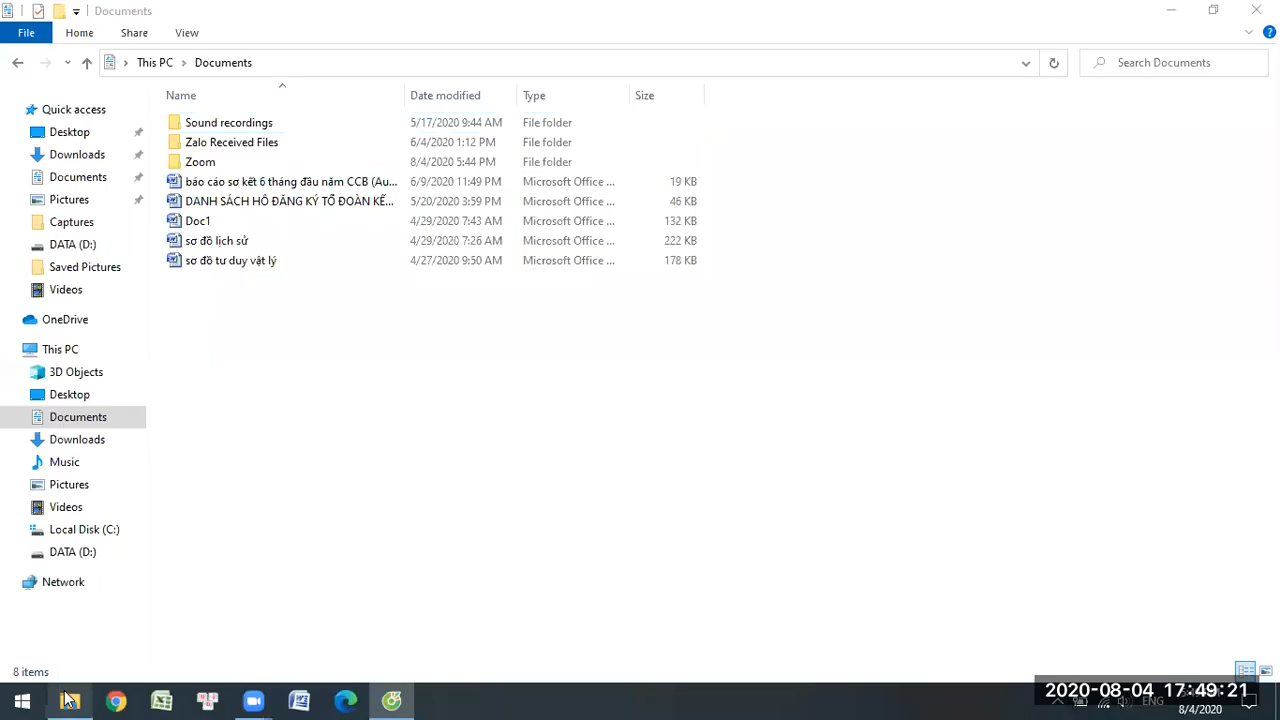 Documents
File Home Share View
This PC Documents
Search Documents
Name Date modified Type Size
Quick access
Desktop
Downloads
Documents
Pictures
Captures
DATA (D:)
Saved Pictures
Videos
OneDrive
This PC
3D Objects
Desktop
Documents
Downloads
Music
Pictures
Videos
Local Disk (C:)
DATA (D:)
Network
Sound recordings 5/17/2020 9:44 AM File folder
Zalo Received Files 6/4/2020 1:12 PM File folder
Zoom 8/4/2020 5:44 PM File folder
báo cáo sơ kết 6 tháng đầu năm CCB (Au... 6/9/2020 11:49 PM Microsoft Office ... 19 KB
DANH SÁCH HỘ ĐĂNG KÝ TỔ ĐOÀN KẾ... 5/20/2020 3:59 PM Microsoft Office ... 46 KB
Doc1 4/29/2020 7:43 AM Microsoft Office ... 132 KB
sơ đồ lịch sử 4/29/2020 7:26 AM Microsoft Office ... 222 KB
sơ đồ tư duy vật lý 4/27/2020 9:50 AM Microsoft Office ... 178 KB
8 items
2020-08-04 17:49:21
ENG
8/4/2020